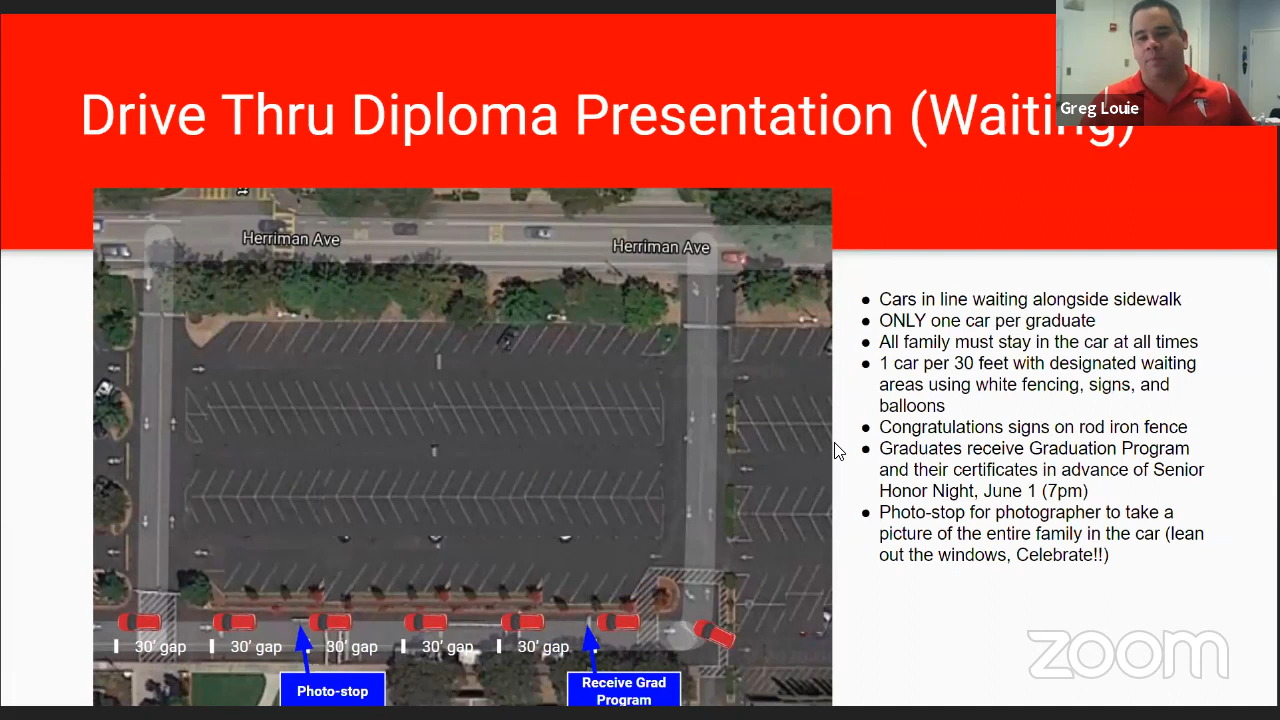 Drive Thru Diploma Presentation (Waiting)
Greg Louie
Herriman Ave
Herriman Ave
● Cars in line waiting alongside sidewalk
● ONLY one car per graduate
● All family must stay in the car at all times
● 1 car per 30 feet with designated waiting
areas using white fencing, signs, and
balloons
● Congratulations signs on rod iron fence
● Graduates receive Graduation Program
and their certificates in advance of Senior
Honor Night, June 1 (7pm)
● Photo-stop for photographer to take a
picture of the entire family in the car (lean
out the windows, Celebrate!!)
30' gap
30' gap
30' gap
30' gap
30' gap
Photo-stop
Receive Grad
Program
zoom